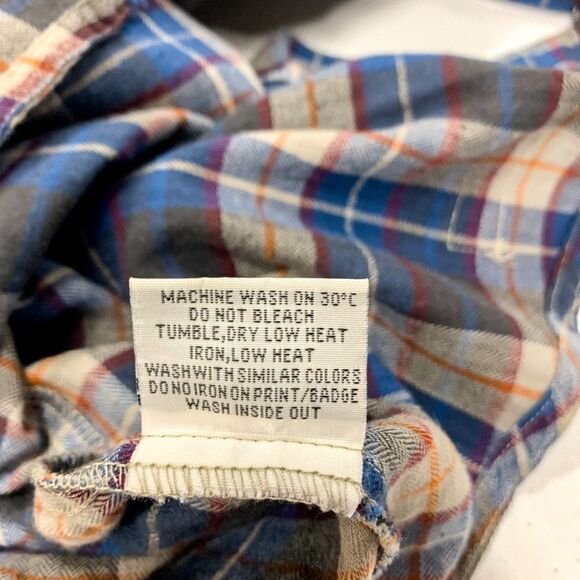 MACHINE WASH ON 30°C
DO NOT BLEACH
TUMBLE,DRY LOW HEAT
IRON,LOW HEAT
WASH WITH SIMILAR COLORS
DO NO IRON ON PRINT/BADGE
WASH INSIDE OUT